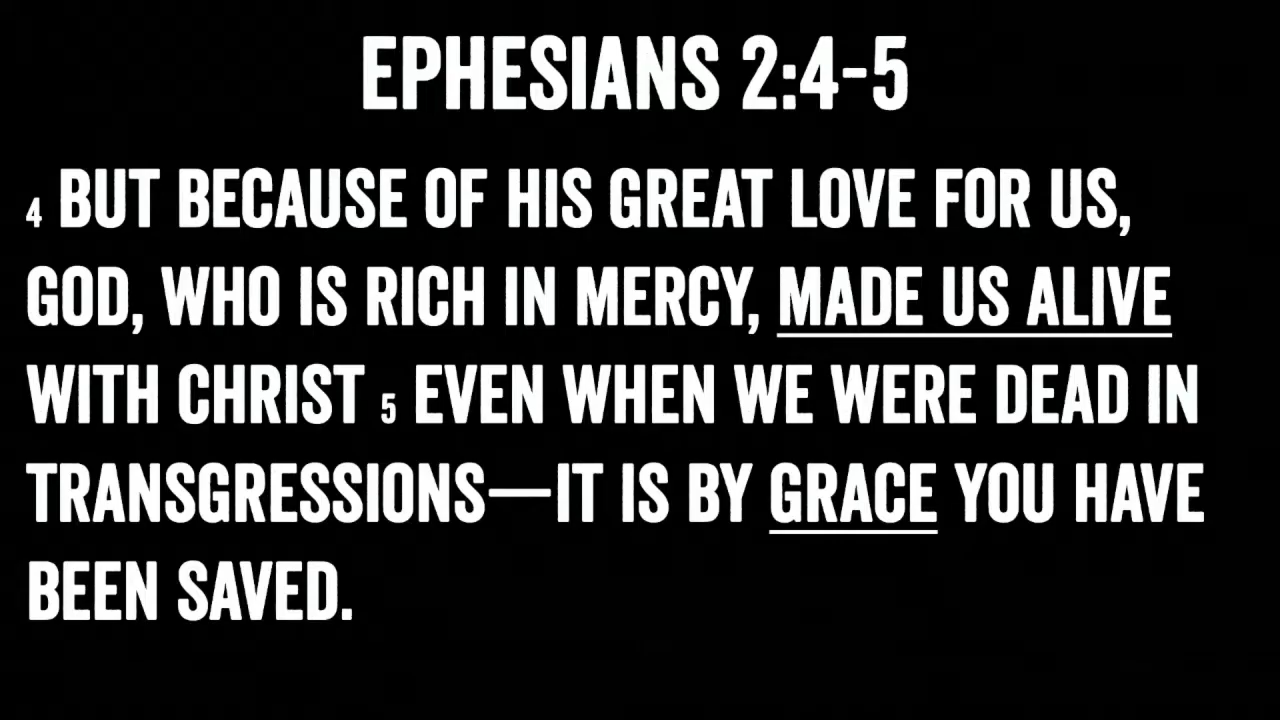 EPHESIANS 2:4-5
4 BUT BECAUSE OF HIS GREAT LOVE FOR US,
GOD, WHO IS RICH IN MERCY, MADE US ALIVE
WITH CHRIST 5 EVEN WHEN WE WERE DEAD IN
TRANSGRESSIONS—IT IS BY GRACE YOU HAVE
BEEN SAVED.